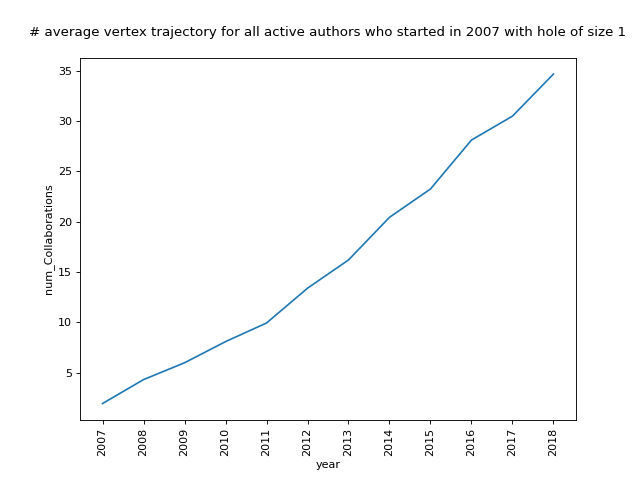 # average vertex trajectory for all active authors who started in 2007 with hole of size 1
35
30
25
20
15
10
5
num_Collaborations
2007 2008 2009 2010 2011 2012 2013 2014 2015 2016 2017 2018
year